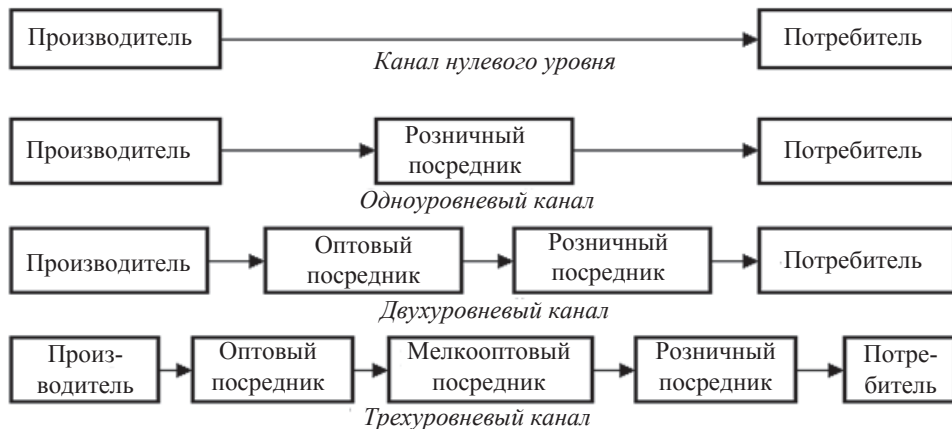 Производитель
Потребитель
Канал нулевого уровня
Производитель
Розничный
посредник
Потребитель
Одноуровневый канал
Производитель
Оптовый
посредник
Розничный
посредник
Потребитель
Двухуровневый канал
Произ-
водитель
Оптовый
посредник
Мелкооптовый
посредник
Розничный
посредник
Потре-
битель
Трехуровневый канал